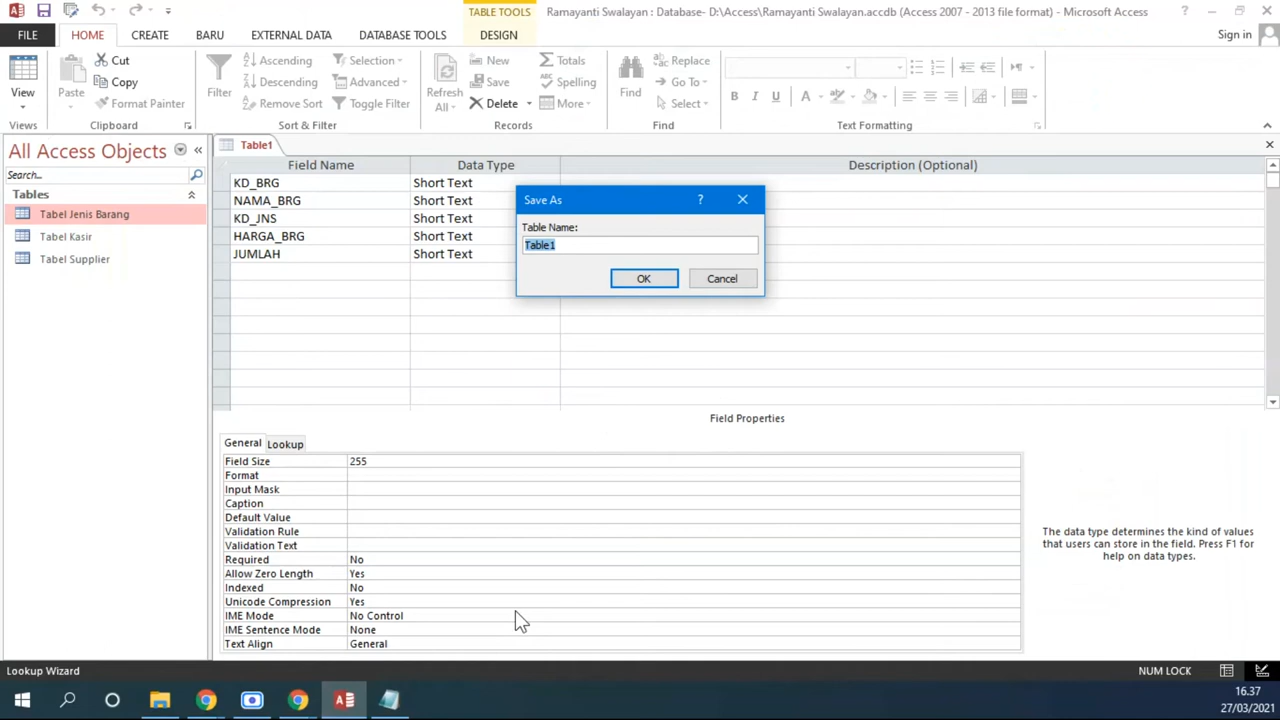 TABLE TOOLS
Ramayanti Swalayan : Database- D:\Access\Ramayanti Swalayan.accdb (Access 2007 - 2013 file format) - Microsoft Access
?
FILE HOME CREATE BARU EXTERNAL DATA DATABASE TOOLS DESIGN
Sign in
View
Views
Paste
Cut
Copy
Format Painter
Clipboard
Filter
Ascending
Descending
Remove Sort
Selection
Advanced
Toggle Filter
Sort & Filter
Refresh
All
New
Save
Delete
Totals
Spelling
More
Records
Find
Replace
Go To
Select
Find
B I U A
Text Formatting
All Access Objects
Search...
Tables
Tabel Jenis Barang
Tabel Kasir
Tabel Supplier
Table1
Field Name Data Type Description (Optional)
KD_BRG Short Text
NAMA_BRG Short Text
KD_JNS Short Text
HARGA_BRG Short Text
JUMLAH Short Text
Save As
?
Table Name:
Table1
OK Cancel
Field Properties
General Lookup
Field Size 255
Format
Input Mask
Caption
Default Value
Validation Rule
Validation Text
Required No
Allow Zero Length Yes
Indexed No
Unicode Compression Yes
IME Mode No Control
IME Sentence Mode None
Text Align General
The data type determines the kind of values
that users can store in the field. Press F1 for
help on data types.
Lookup Wizard
NUM LOCK
16.37
27/03/2021